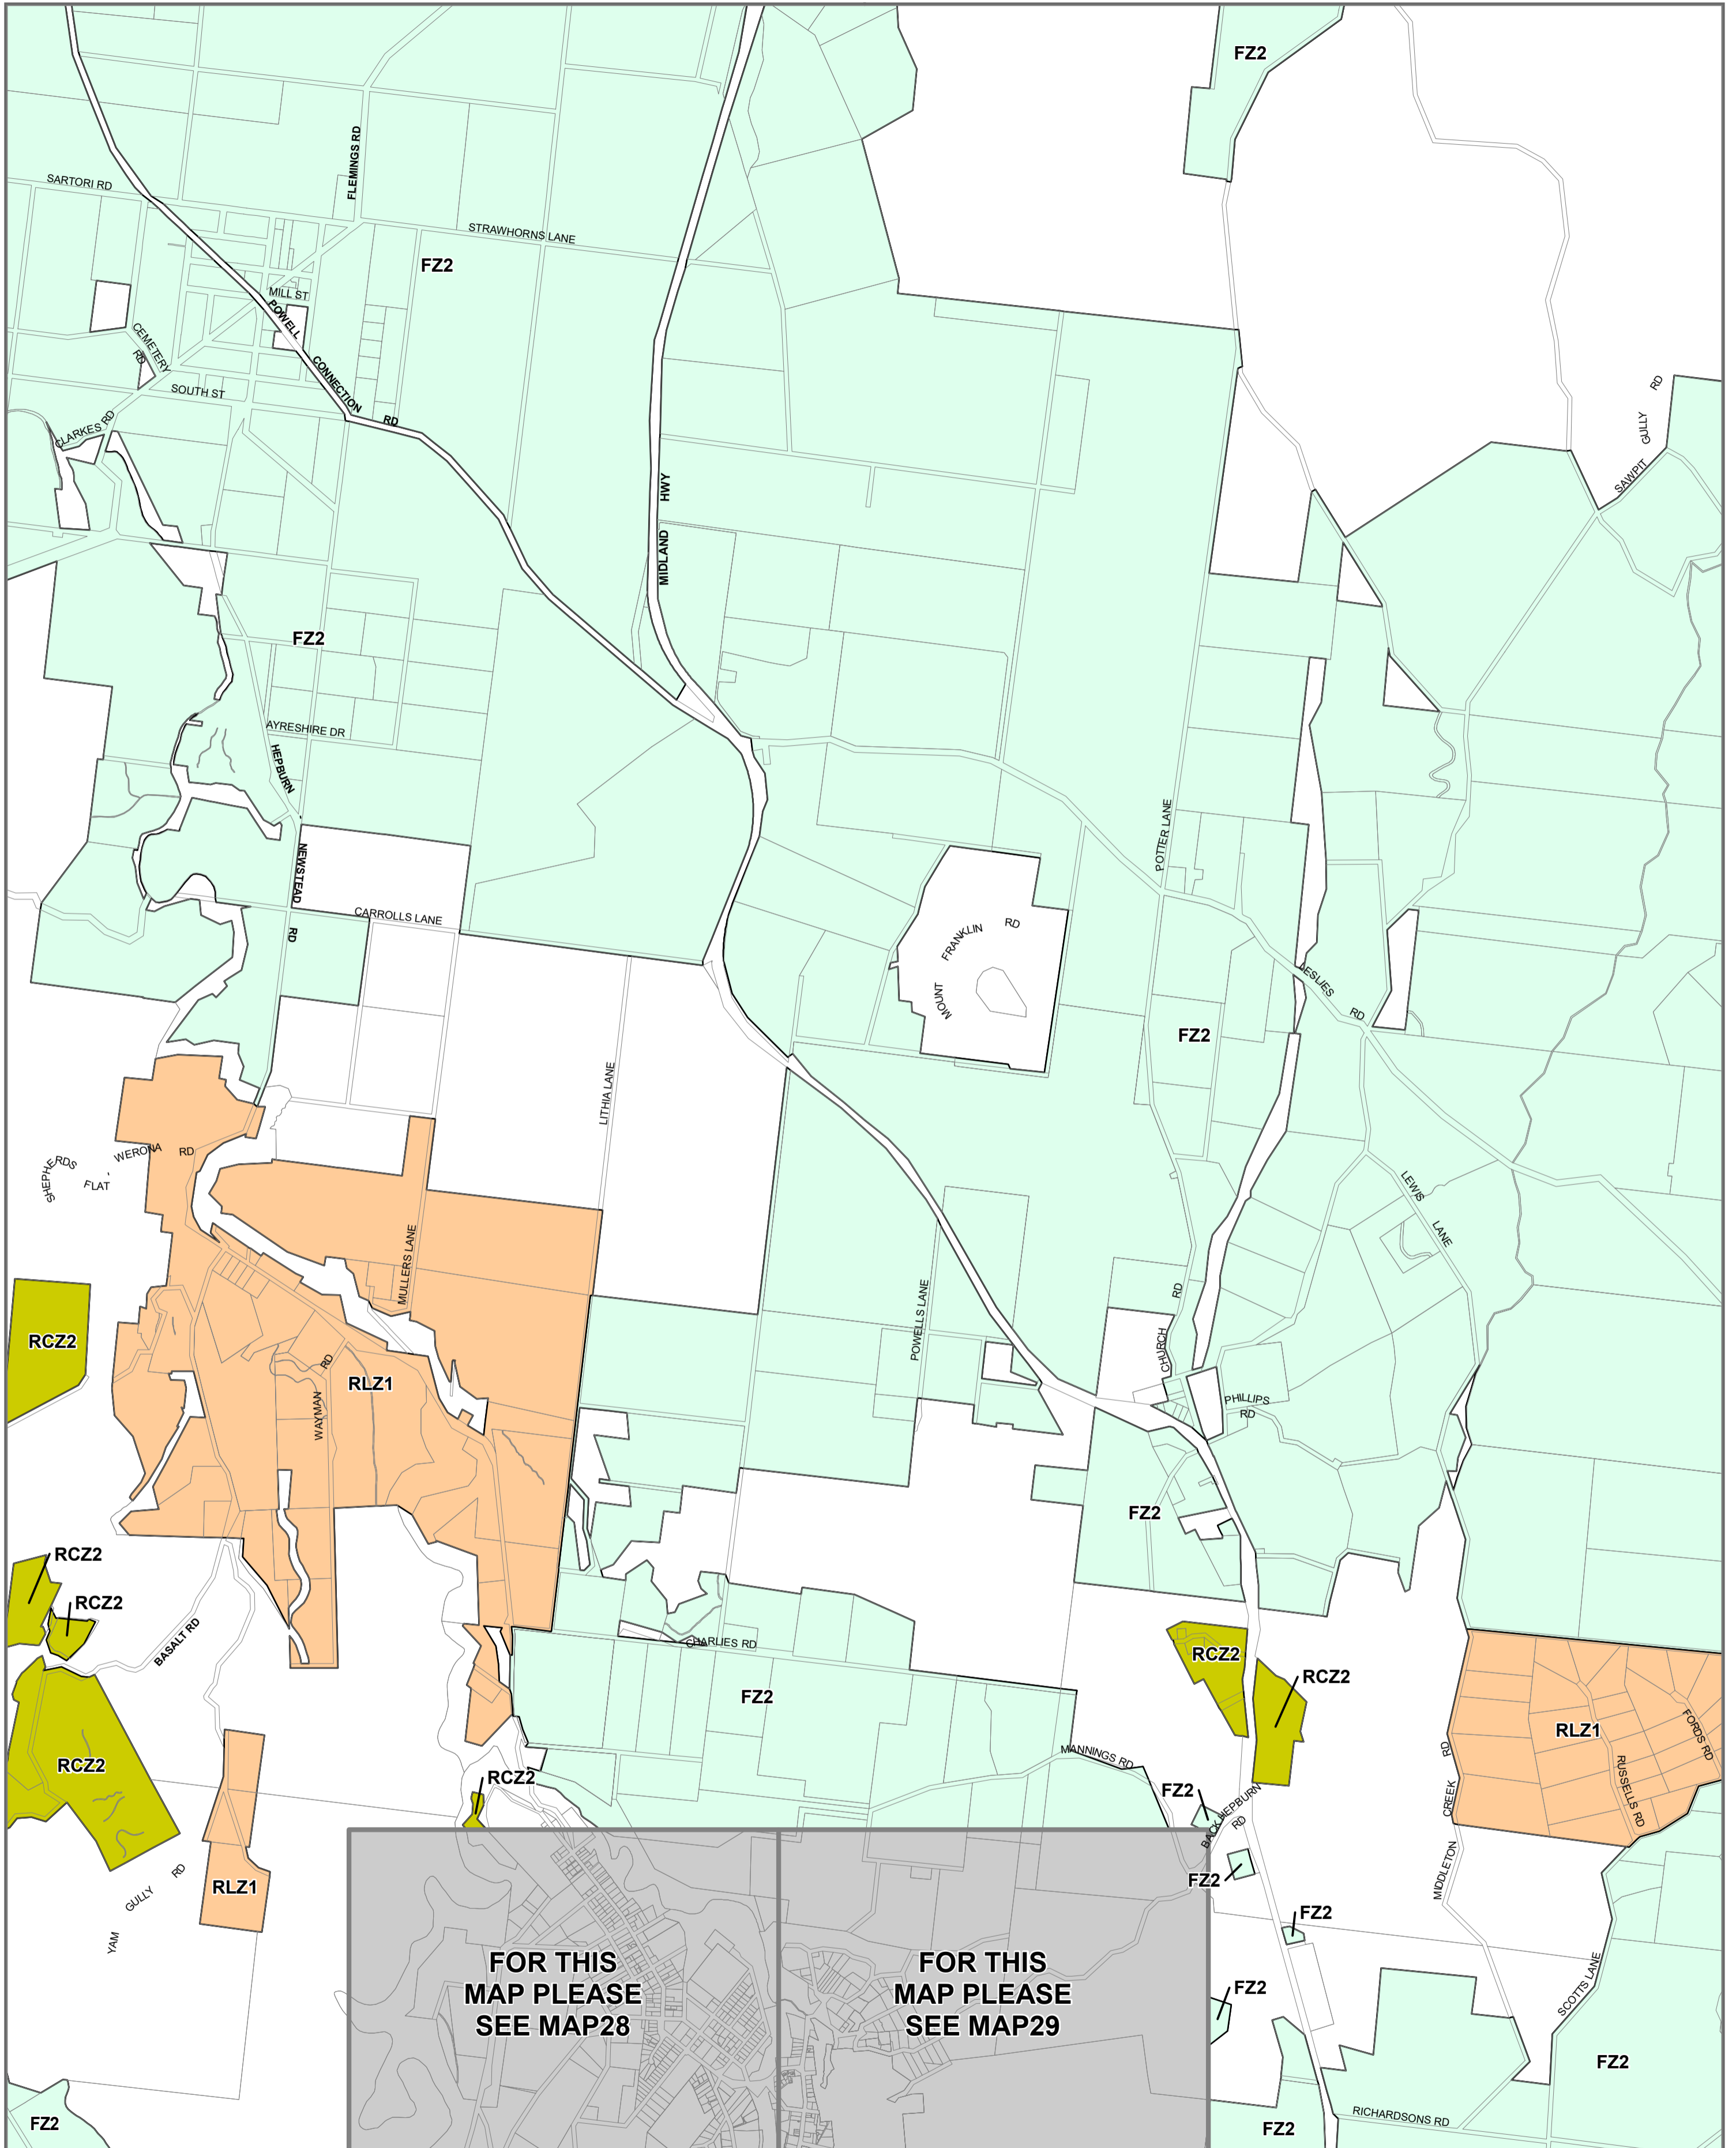 FZ2
FLEMINGS RD
SARTORI RD
STRAWHORNS LANE
FZ2
MILL ST
POWELL
CONNECTION
RD
CEMETERY
RD
SOUTH ST
CLARKES RD
GULLY
RD
SAWPIT
MIDLAND
HWY
FZ2
AYRESHIRE DR
HEPBURN
NEWSTEAD
RD
CARROLLS LANE
POTTER LANE
MOUNT
FRANKLIN
RD
LESLIES
RD
FZ2
LITHIA LANE
SHEPHERDS
FLAT
-
WERONA
RD
LEWIS
LANE
MULLERS LANE
POWELLS LANE
CHURCH
RD
RCZ2
RLZ1
WAYMAN
RD
PHILLIPS
RD
FZ2
RCZ2
RCZ2
BASALT RD
CHARLIES RD
RCZ2
RCZ2
FZ2
RLZ1
FORDS RD
RUSSELLS RD
MIDDLETON
CREEK
RD
RCZ2
RCZ2
MANNINGS RD
FZ2
BACK
HEPBURN
RD
FZ2
RLZ1
YAM
GULLY
RD
FZ2
FOR THIS
MAP PLEASE
SEE MAP28
FOR THIS
MAP PLEASE
SEE MAP29
FZ2
SCOTTS LANE
FZ2
FZ2
RICHARDSONS RD
FZ2